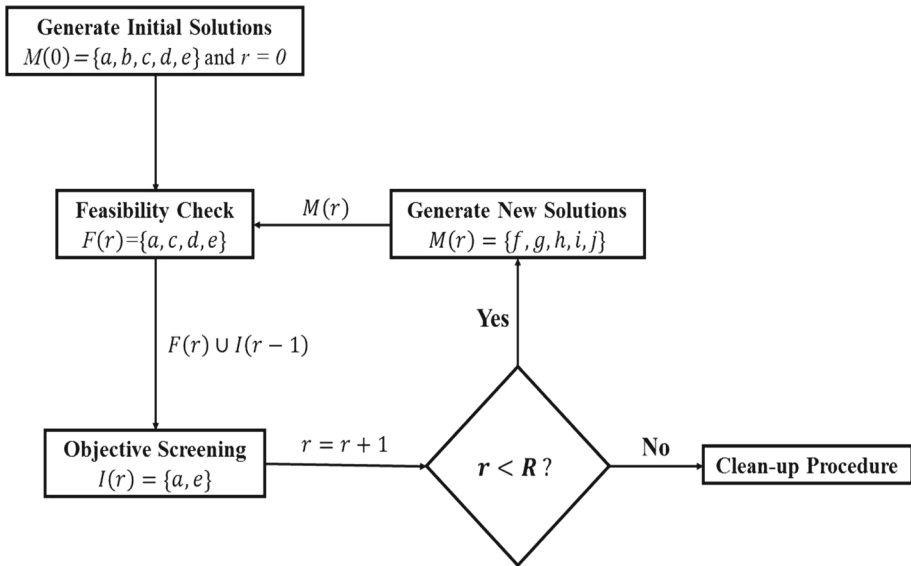 Generate Initial Solutions
M(0)={a,b,c,d,e} and r = 0
Feasibility Check
F(r)={a,c,d,e}
M(r)
Generate New Solutions
M(r) = {f,g,h,i,j}
F(r) ∪ I(r − 1)
Yes
Objective Screening
I(r) = {a,e}
r = r + 1
r < R ?
No
Clean-up Procedure